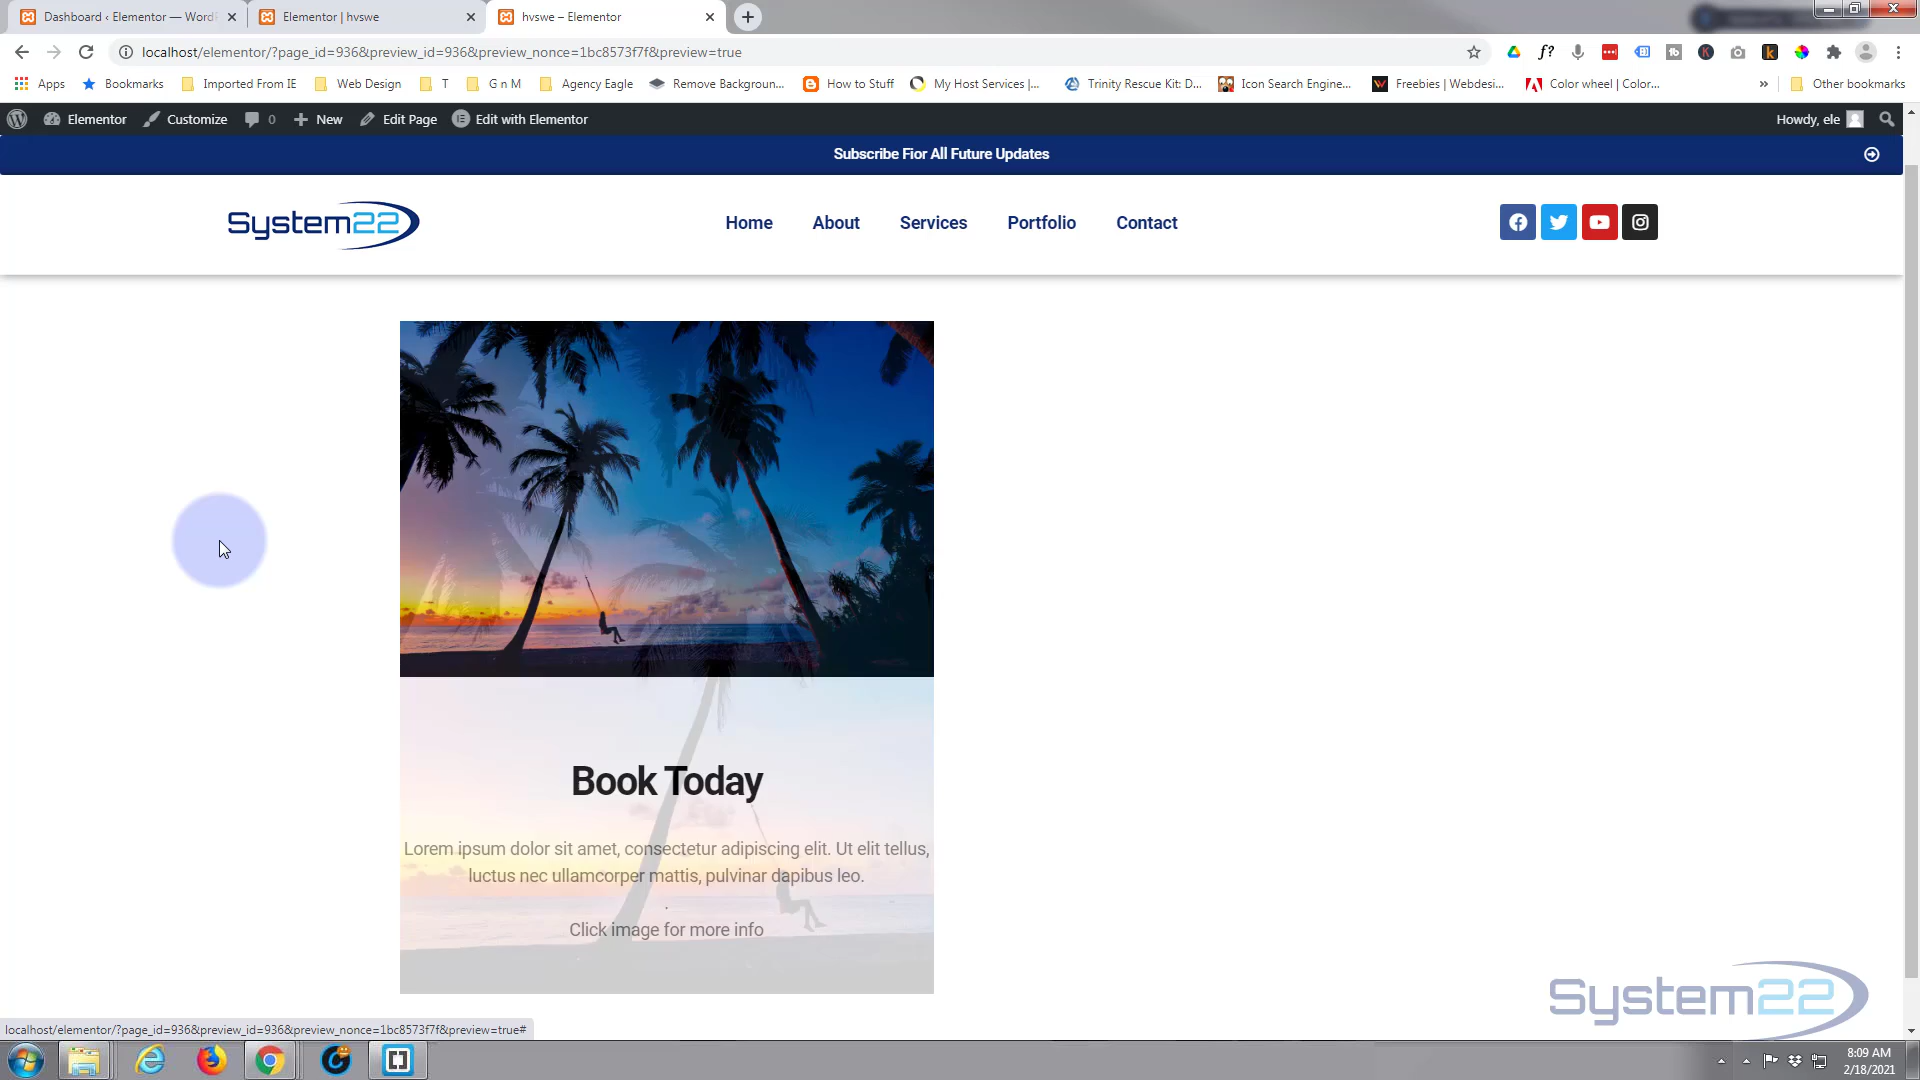 Dashboard ‹ Elementor — Word
Elementor | hvswe
hvswe – Elementor
localhost/elementor/?page_id=936&preview_id=936&preview_nonce=1bc8573f7f&preview=true
Apps
Bookmarks
Imported From IE
Web Design
T
G n M
Agency Eagle
Remove Backgroun...
How to Stuff
My Host Services |...
Trinity Rescue Kit: D...
Icon Search Engine...
Freebies | Webdesi...
Color wheel | Color...
»
Other bookmarks
Elementor
Customize
0
New
Edit Page
Edit with Elementor
Howdy, ele
Subscribe Fior All Future Updates
System22
Home
About
Services
Portfolio
Contact
Book Today
Lorem ipsum dolor sit amet, consectetur adipiscing elit. Ut elit tellus,
luctus nec ullamcorper mattis, pulvinar dapibus leo.
.
Click image for more info
System22
localhost/elementor/?page_id=936&preview_id=936&preview_nonce=1bc8573f7f&preview=true#
8:09 AM
2/18/2021